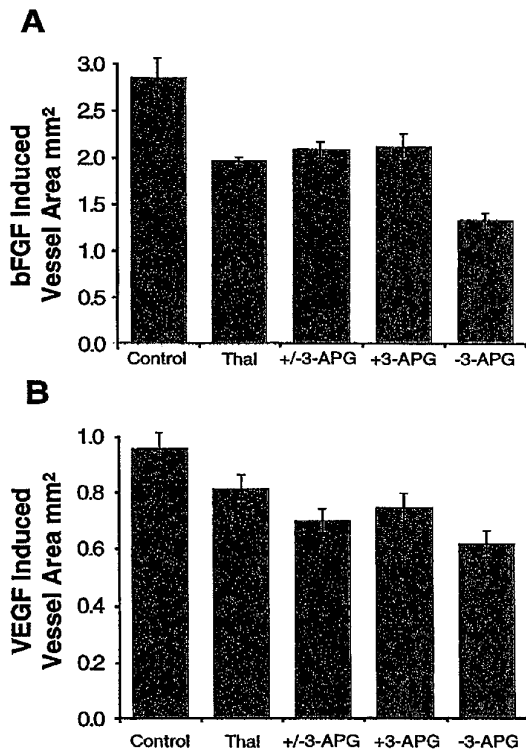 A
bFGF Induced
Vessel Area mm²
3.0
2.5
2.0
1.5
1.0
0.5
0.0
Control Thal +/-3-APG +3-APG -3-APG
B
VEGF Induced
Vessel Area mm²
1.0
0.8
0.6
0.4
0.2
0.0
Control Thal +/-3-APG +3-APG -3-APG